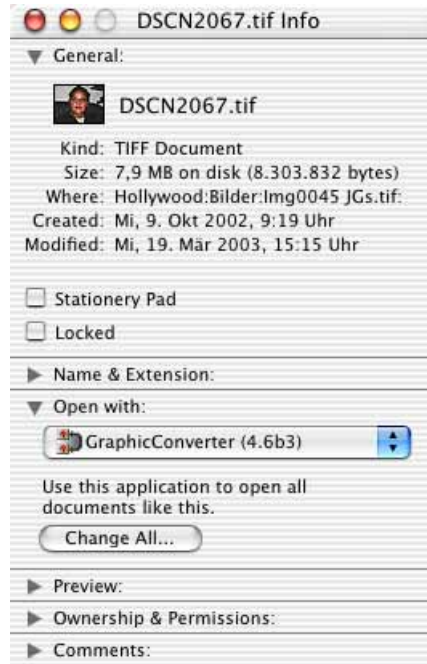 DSCN2067.tif Info
General:
DSCN2067.tif
Kind: TIFF Document
Size: 7,9 MB on disk (8.303.832 bytes)
Where: Hollywood:Bilder:Img0045 JGs.tif:
Created: Mi, 9. Okt 2002, 9:19 Uhr
Modified: Mi, 19. Mär 2003, 15:15 Uhr
Stationery Pad
Locked
Name & Extension:
Open with:
GraphicConverter (4.6b3)
Use this application to open all
documents like this.
Change All...
Preview:
Ownership & Permissions:
Comments: